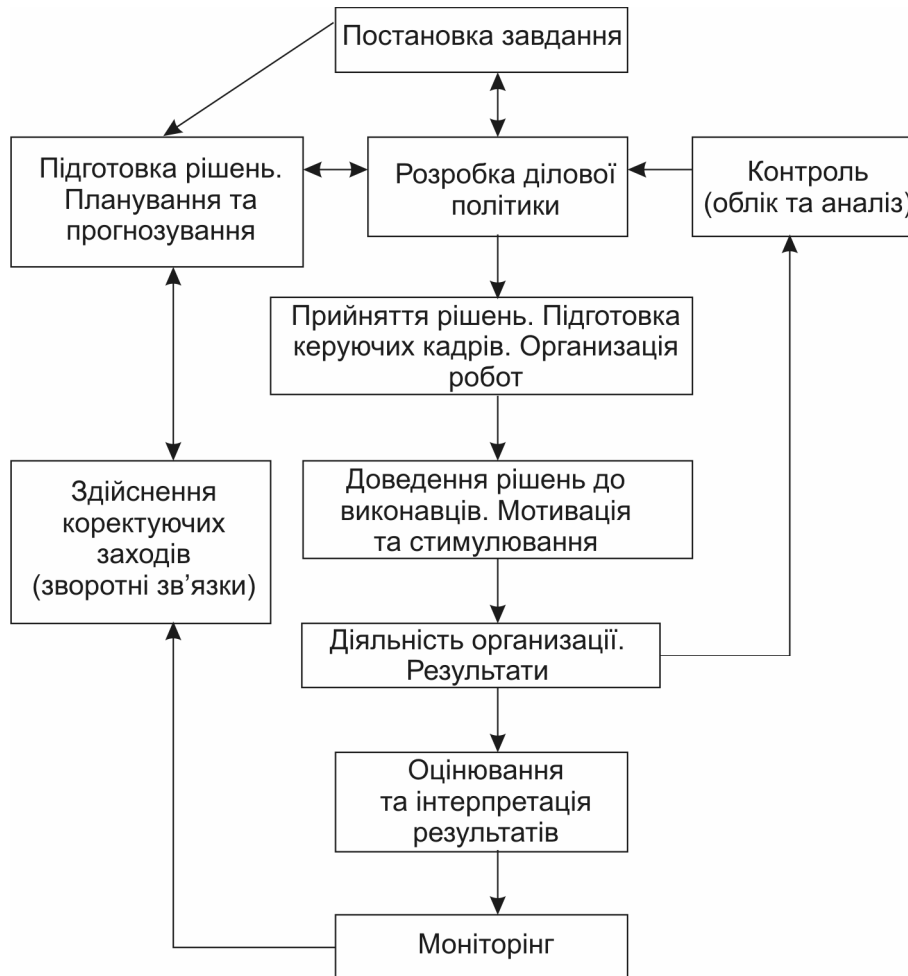 Постановка завдання
Підготовка рішень.
Планування та
прогнозування
Розробка ділової
політики
Контроль
(облік та аналіз)
Прийняття рішень. Підготовка
керуючих кадрів. Организація
робот
Здійснення
коректуючих
заходів
(зворотні зв’язки)
Доведення рішень до
виконавців. Мотивація
та стимулювання
Діяльність организації.
Результати
Оцінювання
та інтерпретація
результатів
Моніторінг